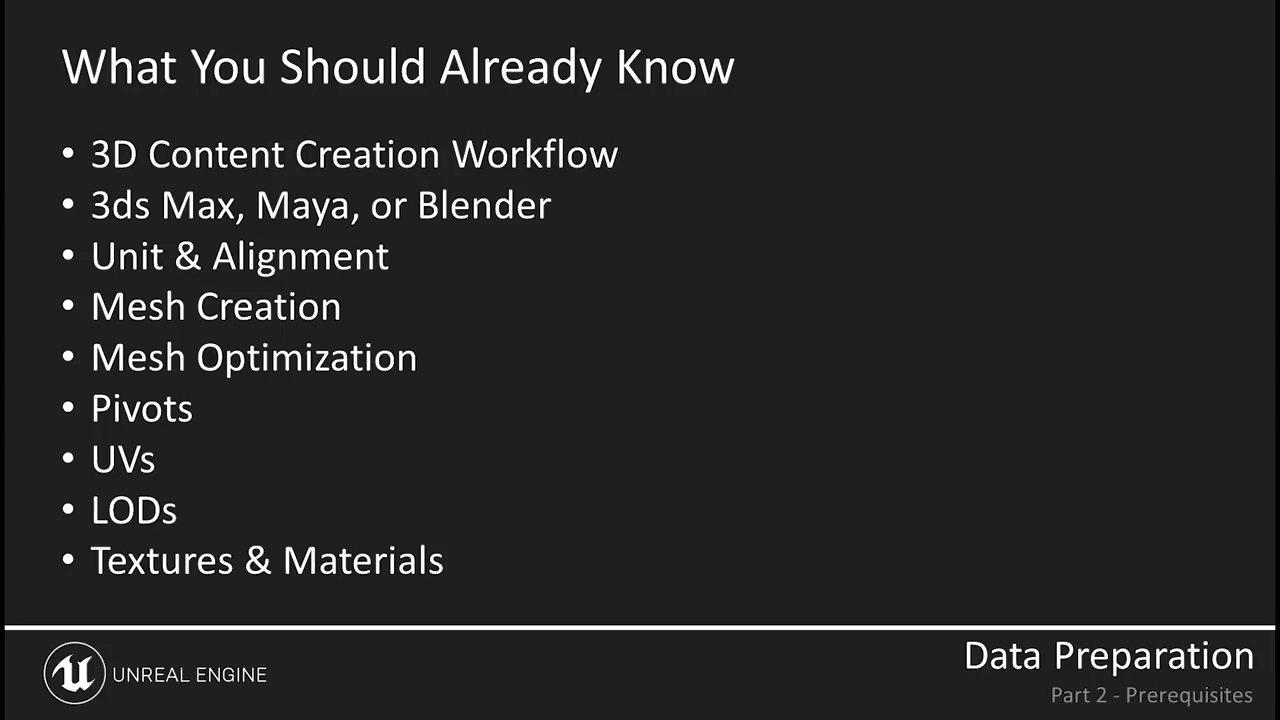 What You Should Already Know
• 3D Content Creation Workflow
• 3ds Max, Maya, or Blender
• Unit & Alignment
• Mesh Creation
• Mesh Optimization
• Pivots
• UVs
• LODs
• Textures & Materials
UNREAL ENGINE
Data Preparation
Part 2 - Prerequisites